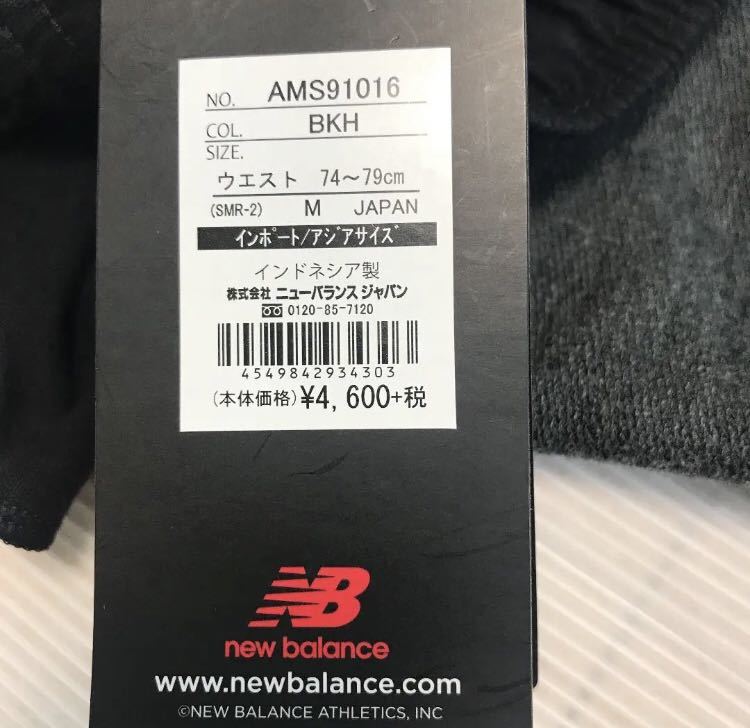 NO. AMS91016
COL. BKH
SIZE.
ウエスト 74～79cm
(SMR-2) M JAPAN
インポート/アジアサイズ
インドネシア製
株式会社 ニューバランス ジャパン
0120-85-7120
4549842934303
(本体価格) ¥4,600+税
NB
new balance
www.newbalance.com
©NEW BALANCE ATHLETICS, INC